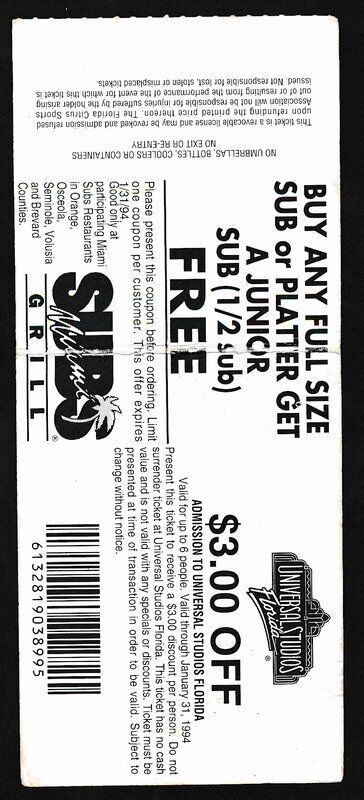 This ticket is a revocable license and may be revoked and admission refused
upon refunding the printed price thereon. The Florida Citrus Sports
Association will not be responsible for injuries suffered by the holder arising
out of or resulting from the performance of the event for which this ticket is
issued. Not responsible for lost, stolen or misplaced tickets.
NO UMBRELLAS, BOTTLES, COOLERS OR CONTAINERS
NO EXIT OR RE-ENTRY
BUY ANY FULL SIZE
SUB or PLATTER GET
A JUNIOR
SUB (1/2 sub)
FREE
Please present this coupon before ordering. Limit
one coupon per customer. This offer expires
1/31/94.
Good only at
participating Miami
Subs Restaurants
in Orange,
Osceola,
Seminole, Volusia
and Brevard
Counties.
SUBS
Miami
GRILL
®
UNIVERSAL STUDIOS
Florida
®
$3.00 OFF
ADMISSION TO UNIVERSAL STUDIOS FLORIDA
Valid for up to 6 people. Valid through January 31, 1994
Present this ticket to receive a $3.00 discount per person. Do not
surrender ticket at Universal Studios Florida. This ticket has no cash
value and is not valid with any specials or discounts. Ticket must be
presented at time of transaction in order to be valid. Subject to
change without notice.
6132819038995